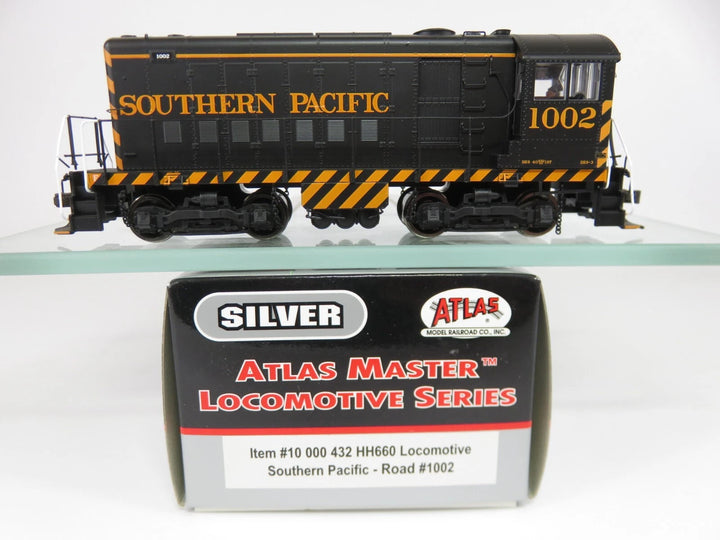 1002
SOUTHERN PACIFIC
1002
SILVER
ATLAS
®
MODEL RAILROAD CO., INC.
ATLAS MASTER™
LOCOMOTIVE SERIES
Item #10 000 432 HH660 Locomotive
Southern Pacific - Road #1002